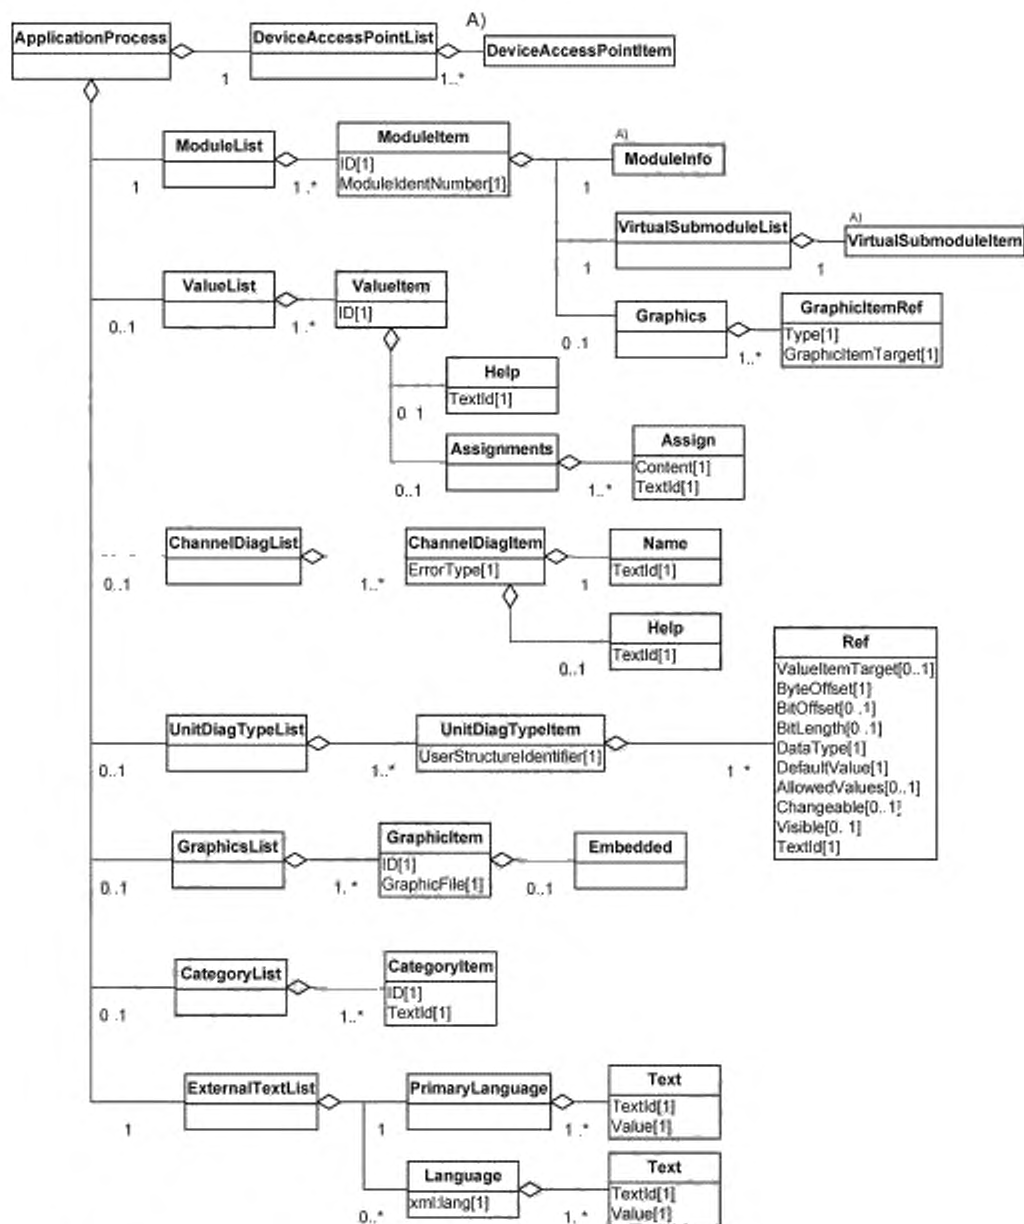 A)
ApplicationProcess
DeviceAccessPointList
DeviceAccessPointItem
1
1..*
ModuleList
ModuleItem
ID[1]
ModuleIdentNumber[1]
A)
ModuleInfo
1
1..*
1
VirtualSubmoduleList
A)
VirtualSubmoduleItem
1
1
ValueList
ValueItem
ID[1]
Graphics
GraphicItemRef
Type[1]
GraphicItemTarget[1]
0..1
1..*
0 .1
1..*
Help
TextId[1]
0 1
Assignments
Assign
Content[1]
TextId[1]
0..1
1..*
ChannelDiagList
ChannelDiagItem
ErrorType[1]
Name
TextId[1]
0..1
1..*
1
Help
TextId[1]
0..1
Ref
ValueItemTarget[0..1]
ByteOffset[1]
BitOffset[0 .1]
BitLength[0 .1]
DataType[1]
DefaultValue[1]
AllowedValues[0..1]
Changeable[0..1]
Visible[0. 1]
TextId[1]
UnitDiagTypeList
UnitDiagTypeItem
UserStructureIdentifier[1]
0..1
1..*
1 *
GraphicsList
GraphicItem
ID[1]
GraphicFile[1]
Embedded
0..1
1. *
0..1
CategoryList
CategoryItem
ID[1]
TextId[1]
0 .1
1..*
ExternalTextList
PrimaryLanguage
Text
TextId[1]
Value[1]
1
1
1 .*
Language
xml:lang[1]
Text
TextId[1]
Value[1]
0..*
1. *